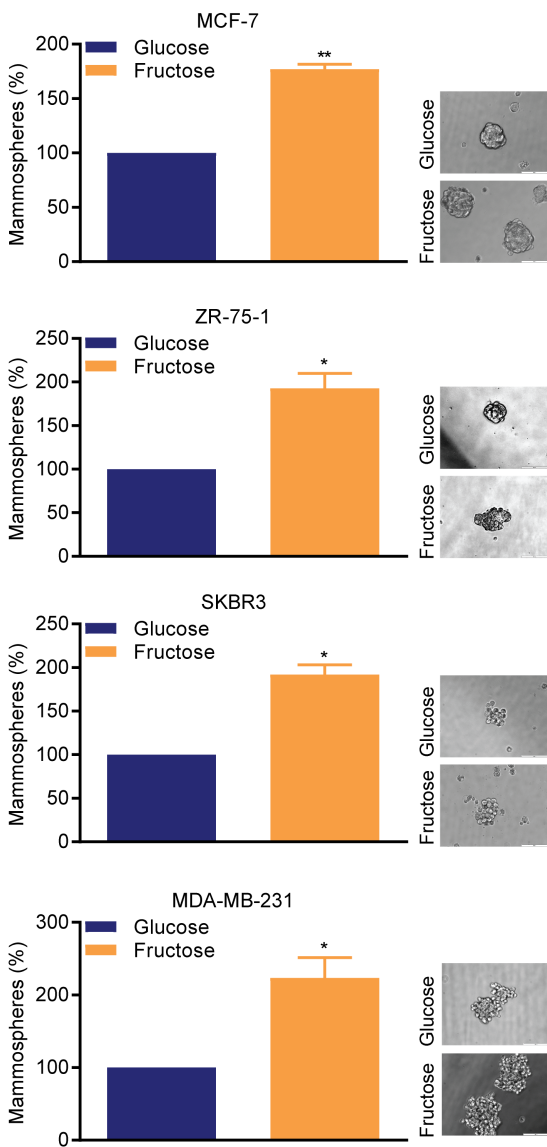 MCF-7
Mammospheres (%)
200
150
100
50
0
Glucose
Fructose
**
Glucose
Fructose
ZR-75-1
Mammospheres (%)
250
200
150
100
50
0
Glucose
Fructose
*
Glucose
Fructose
SKBR3
Mammospheres (%)
250
200
150
100
50
0
Glucose
Fructose
*
Glucose
Fructose
MDA-MB-231
Mammospheres (%)
300
200
100
0
Glucose
Fructose
*
Glucose
Fructose